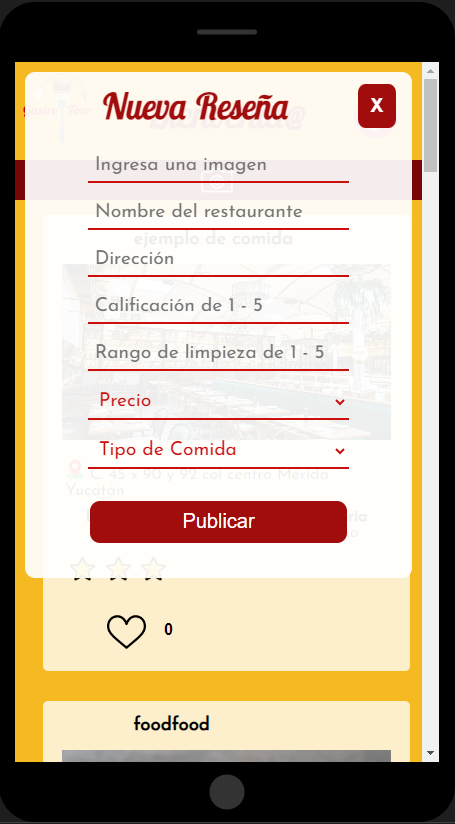 Nueva Reseña
X
Gastro Tour
Bienvenid@
Ingresa una imagen
Nombre del restaurante
ejemplo de comida
Dirección
Calificación de 1 - 5
Rango de limpieza de 1 - 5
Precio
Tipo de Comida
C. 45 x 90 y 92 col centro Merida
Yucatán
Publicar
0
foodfood